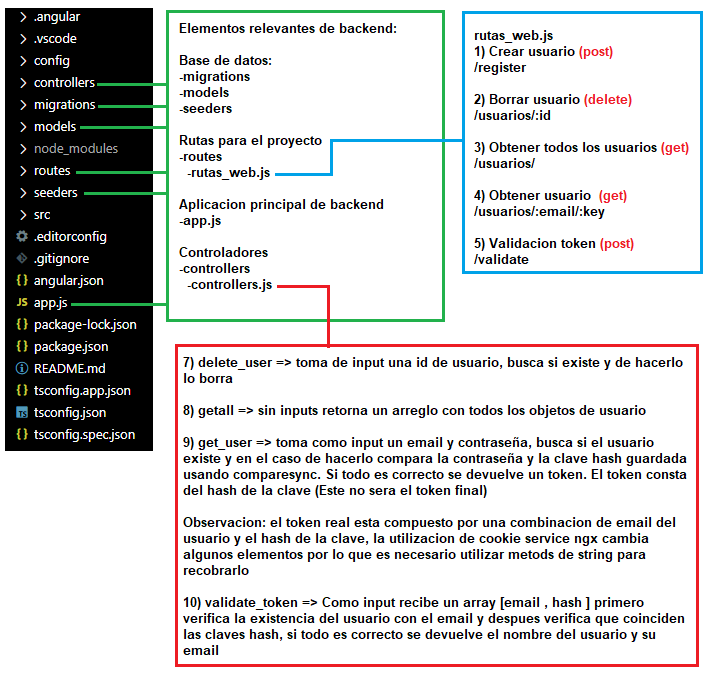 .angular
.vscode
config
controllers
migrations
models
node_modules
routes
seeders
src
.editorconfig
.gitignore
angular.json
JS app.js
package-lock.json
package.json
README.md
tsconfig.app.json
TS tsconfig.json
tsconfig.spec.json
Elementos relevantes de backend:
Base de datos:
-migrations
-models
-seeders
Rutas para el proyecto
-routes
-rutas_web.js
Aplicacion principal de backend
-app.js
Controladores
-controllers
-controllers.js
rutas_web.js
1) Crear usuario (post)
/register
2) Borrar usuario (delete)
/usuarios/:id
3) Obtener todos los usuarios (get)
/usuarios/
4) Obtener usuario (get)
/usuarios/:email/:key
5) Validacion token (post)
/validate
7) delete_user => toma de input una id de usuario, busca si existe y de hacerlo
lo borra
8) getall => sin inputs retorna un arreglo con todos los objetos de usuario
9) get_user => toma como input un email y contraseña, busca si el usuario
existe y en el caso de hacerlo compara la contraseña y la clave hash guardada
usando comparesync. Si todo es correcto se devuelve un token. El token consta
del hash de la clave (Este no sera el token final)
Observacion: el token real esta compuesto por una combinacion de email del
usuario y el hash de la clave, la utilizacion de cookie service ngx cambia
algunos elementos por lo que es necesario utilizar metods de string para
recobrarlo
10) validate_token => Como input recibe un array [email , hash ] primero
verifica la existencia del usuario con el email y despues verifica que coinciden
las claves hash, si todo es correcto se devuelve el nombre del usuario y su
email